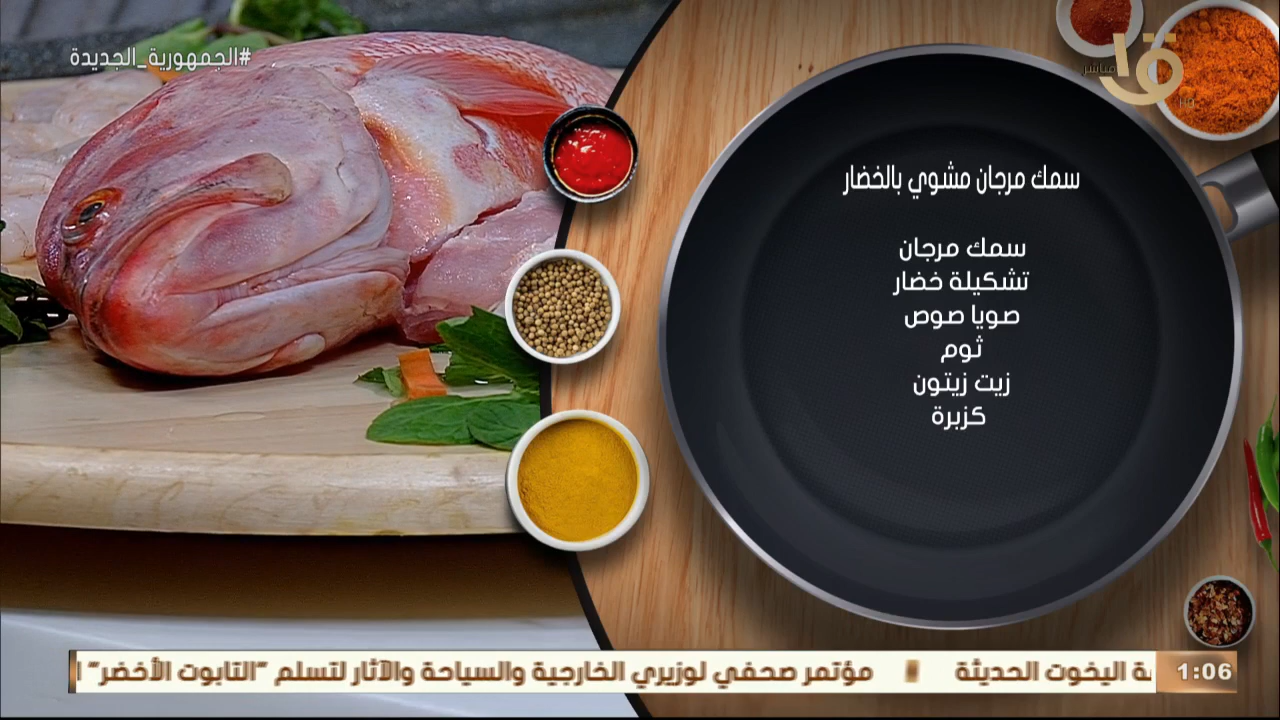 #الجمهورية_الجديدة
مباشر
سمك مرجان مشوي بالخضار
سمك مرجان
تشكيلة خضار
صويا صوص
ثوم
زيت زيتون
كزبرة
اليخوت الحديثة مؤتمر صحفي لوزيري الخارجية والسياحة والآثار لتسلم "التابوت الأخضر"
1:06